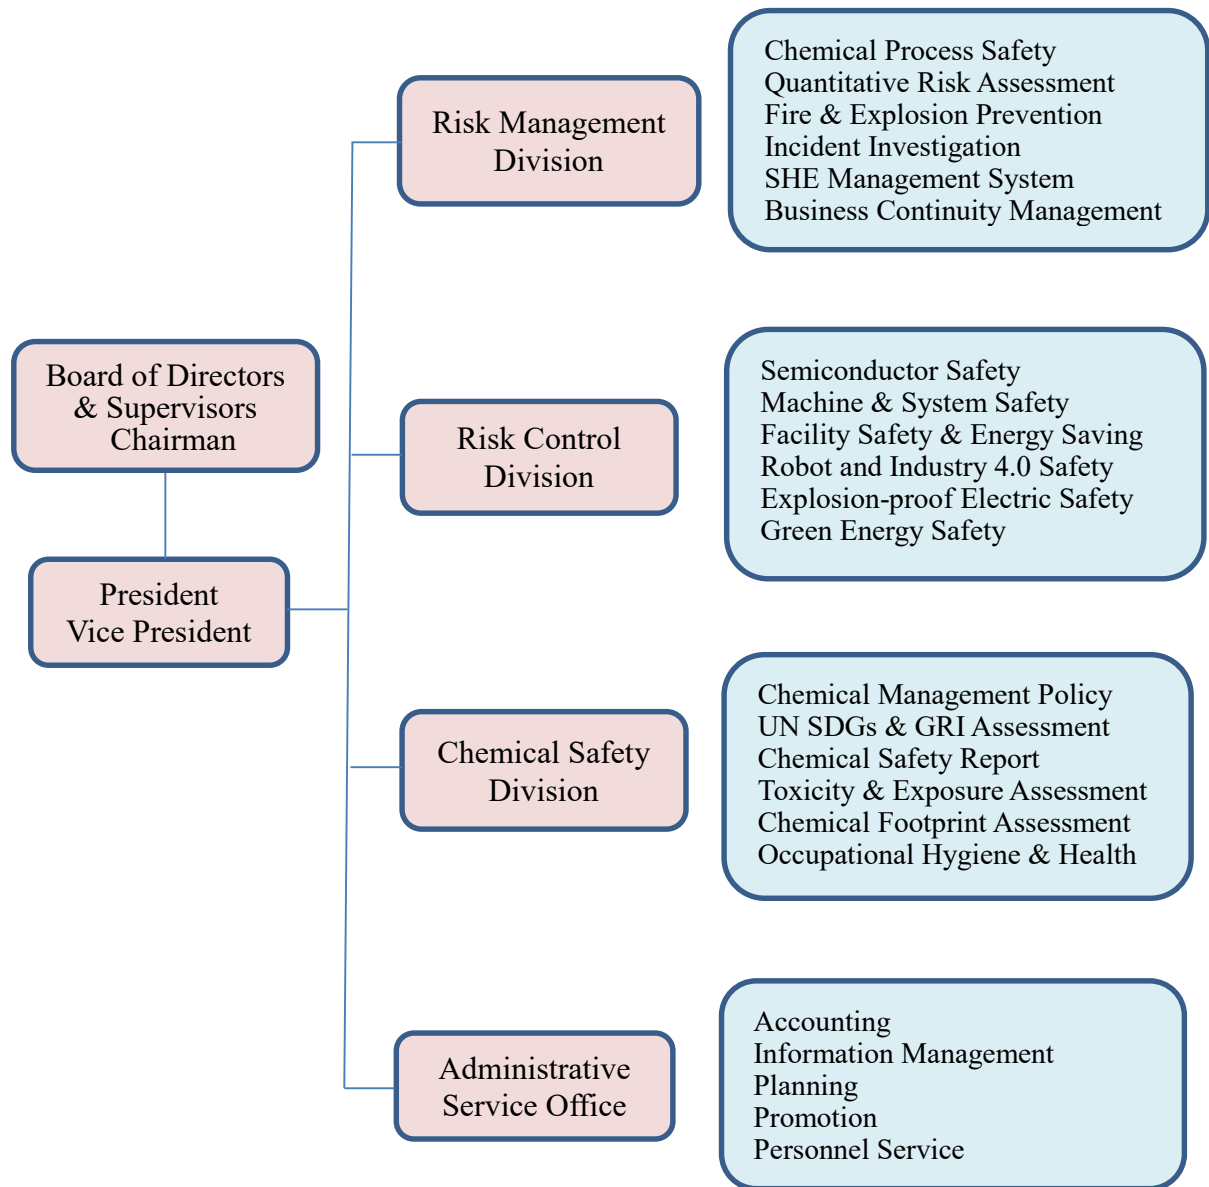 Board of Directors
& Supervisors
Chairman
President
Vice President
Risk Management
Division
Chemical Process Safety
Quantitative Risk Assessment
Fire & Explosion Prevention
Incident Investigation
SHE Management System
Business Continuity Management
Risk Control
Division
Semiconductor Safety
Machine & System Safety
Facility Safety & Energy Saving
Robot and Industry 4.0 Safety
Explosion-proof Electric Safety
Green Energy Safety
Chemical Safety
Division
Chemical Management Policy
UN SDGs & GRI Assessment
Chemical Safety Report
Toxicity & Exposure Assessment
Chemical Footprint Assessment
Occupational Hygiene & Health
Administrative
Service Office
Accounting
Information Management
Planning
Promotion
Personnel Service